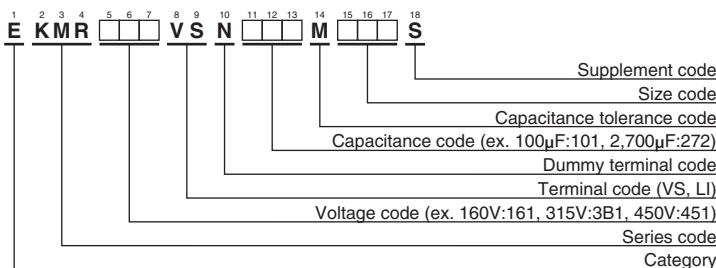 1 2 3 4 5 6 7 8 9 10 11 12 13 14 15 16 17 18
E KMR VS N M S
Supplement code
Size code
Capacitance tolerance code
Capacitance code (ex. 100μF:101, 2,700μF:272)
Dummy terminal code
Terminal code (VS, LI)
Voltage code (ex. 160V:161, 315V:3B1, 450V:451)
Series code
Category